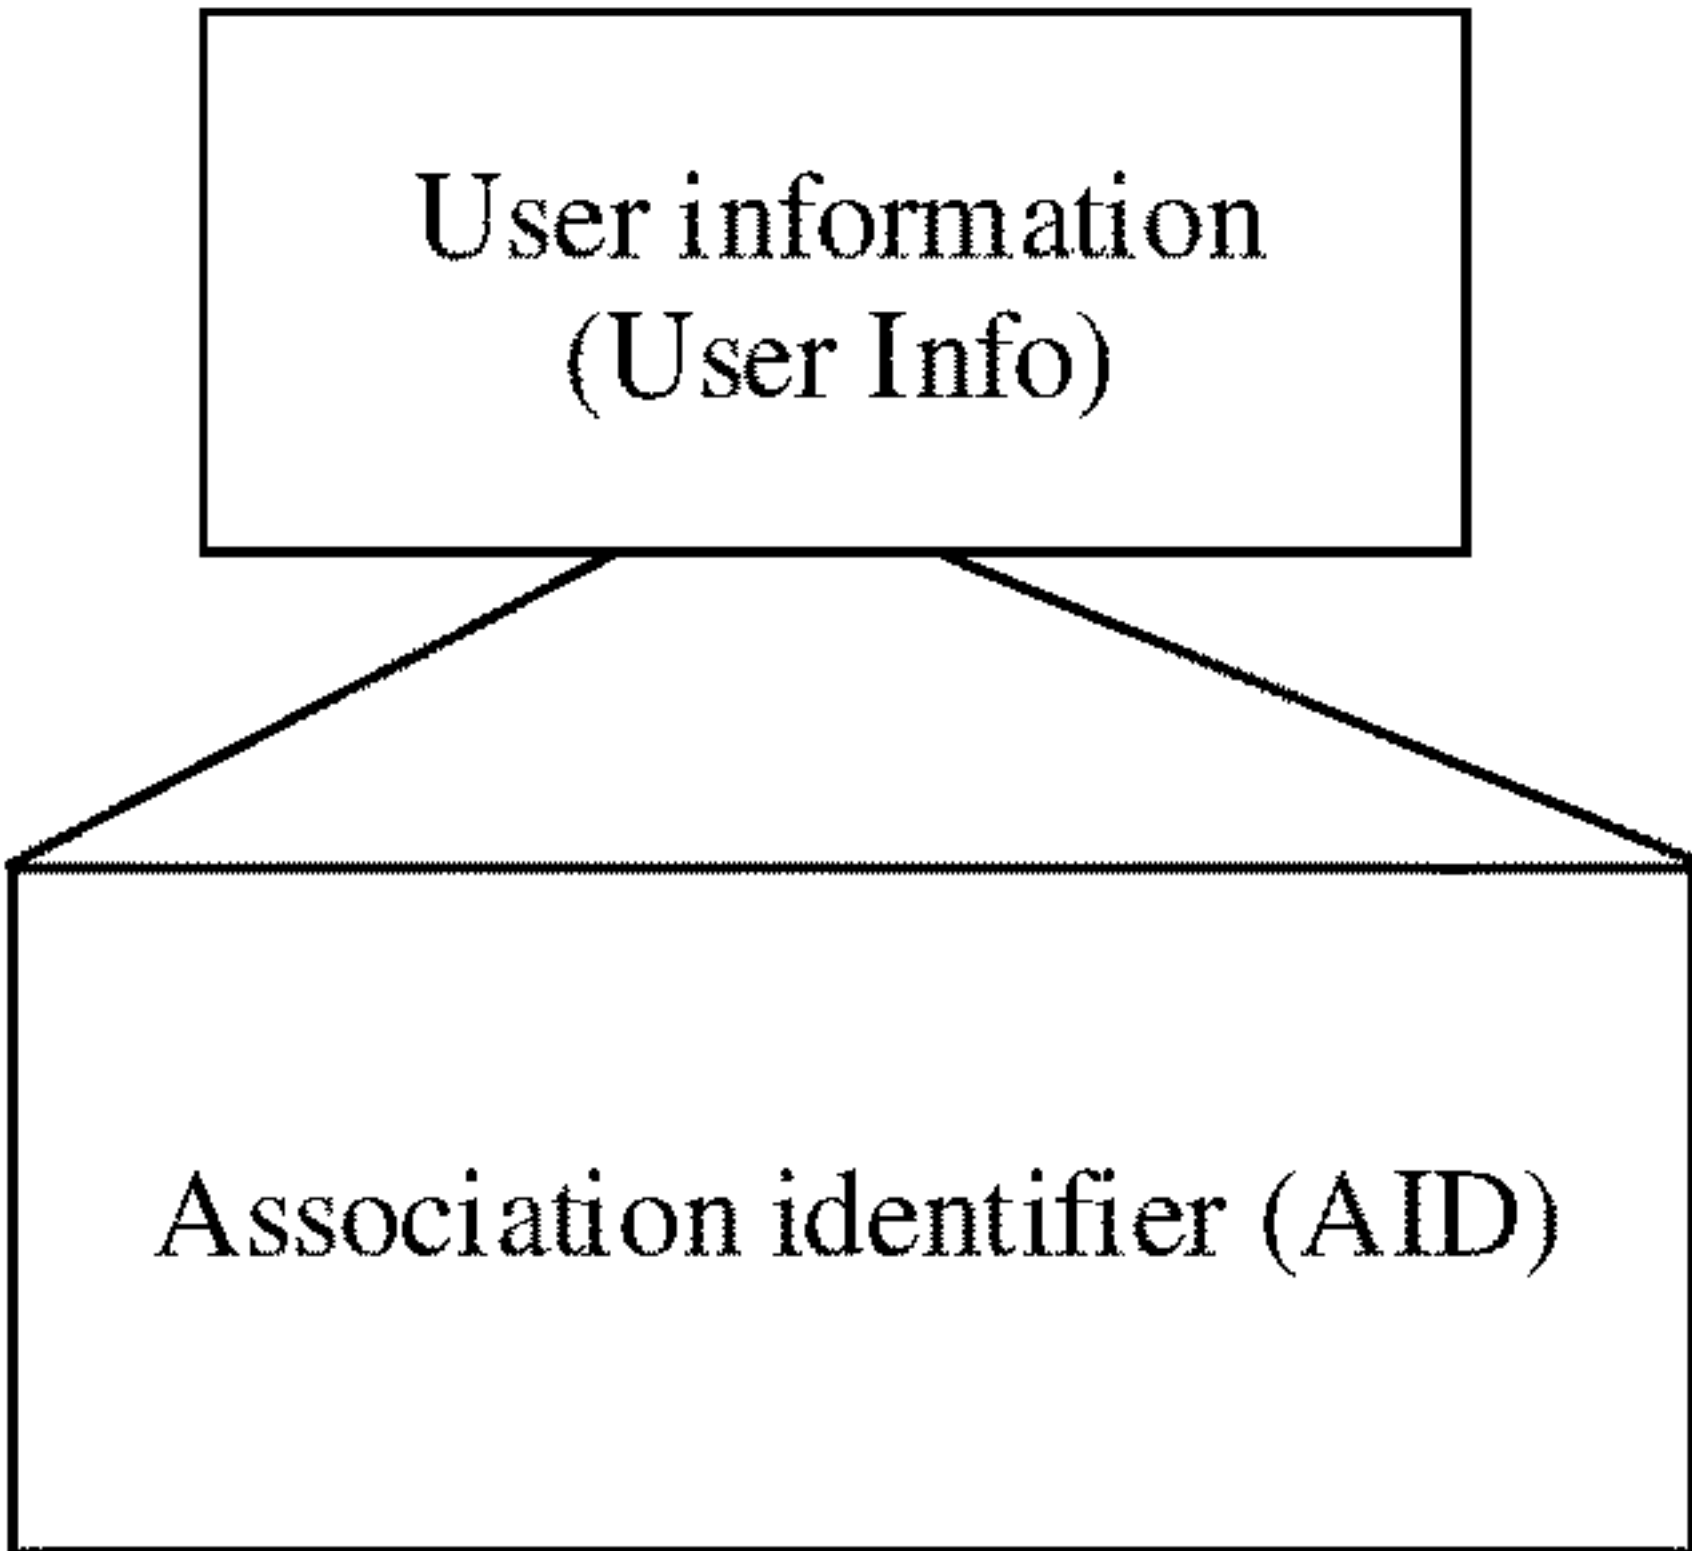 User information
(User Info)
Association identifier (AID)